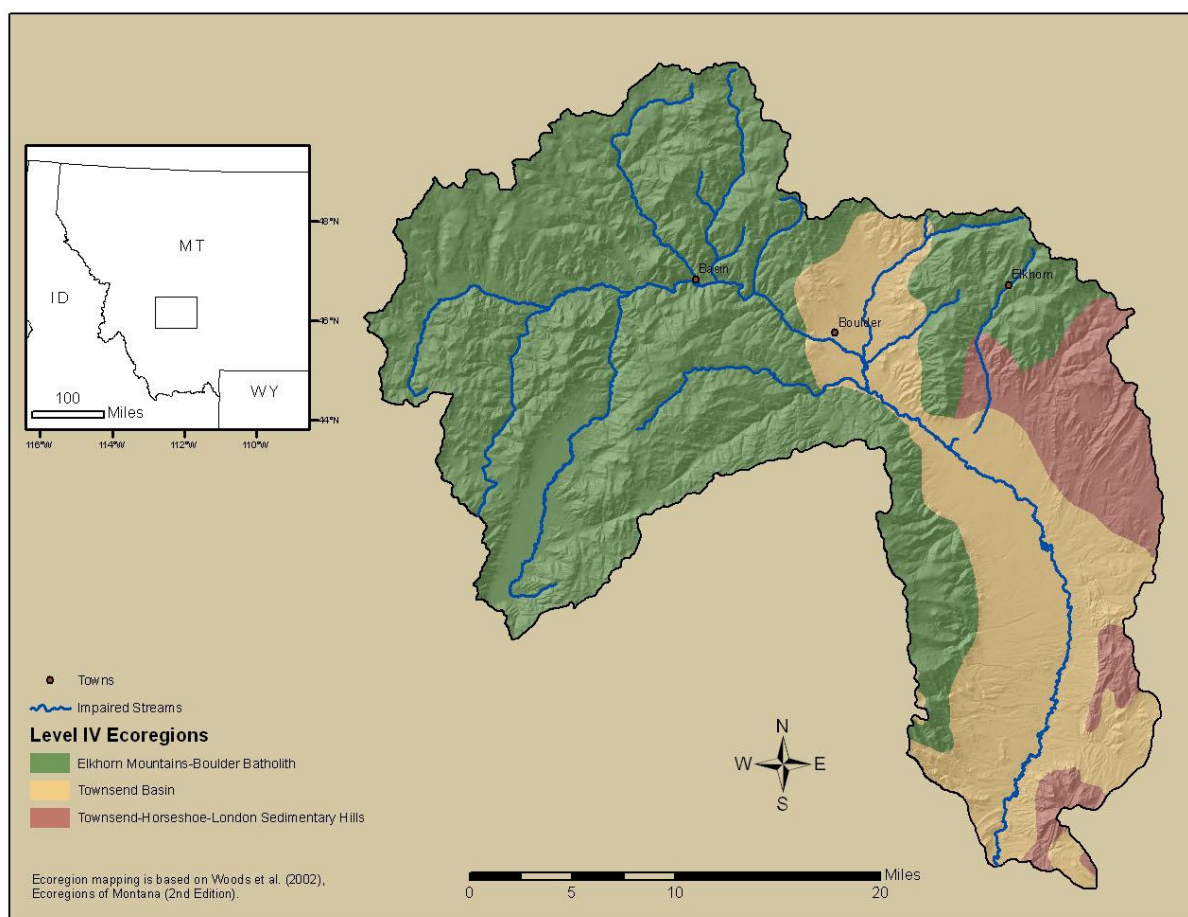 MT
ID
WY
48°N
46°N
44°N
100
Miles
116°W
114°W
112°W
110°W
Basin
Elkhorn
Boulder
Towns
Impaired Streams
Level IV Ecoregions
Elkhorn Mountains-Boulder Batholith
Townsend Basin
Townsend-Horseshoe-London Sedimentary Hills
N
W
E
S
Ecoregion mapping is based on Woods et al. (2002),
Ecoregions of Montana (2nd Edition).
Miles
0
5
10
20